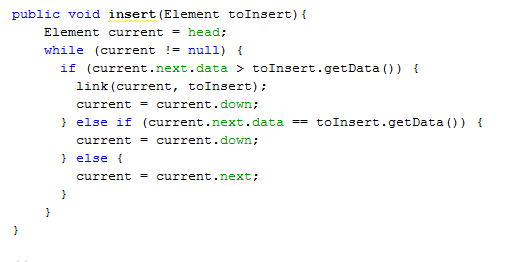 public void insert(Element toInsert){
Element current = head;
while (current != null) {
if (current.next.data > toInsert.getData()) {
link(current, toInsert);
current = current.down;
} else if (current.next.data == toInsert.getData()) {
current = current.down;
} else {
current = current.next;
}
}
}